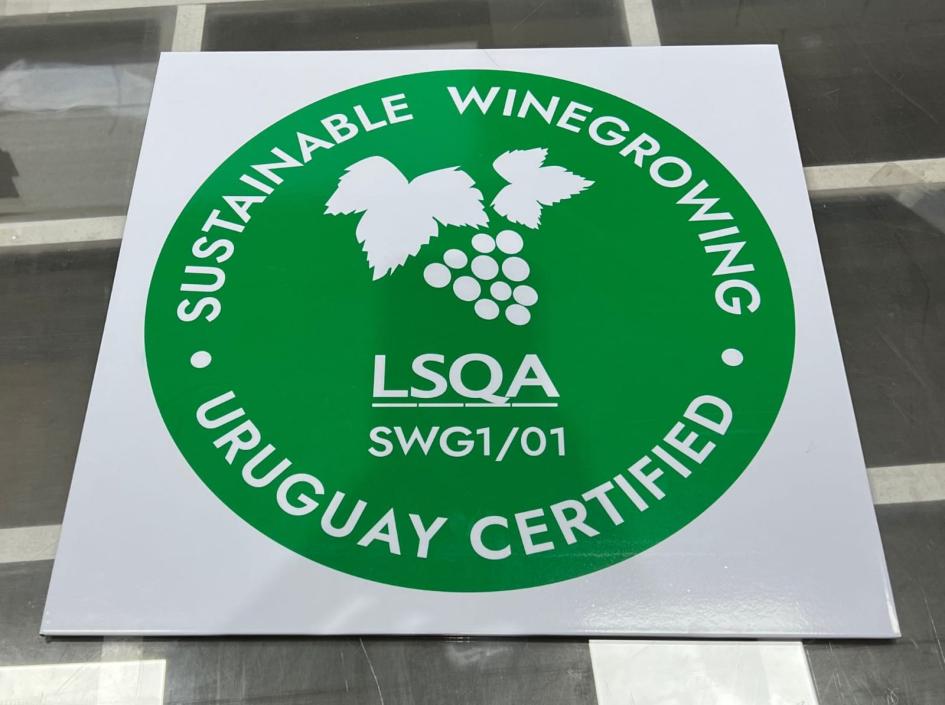 SUSTAINABLE WINEGROWING
LSQA
SWG1/01
URUGUAY CERTIFIED